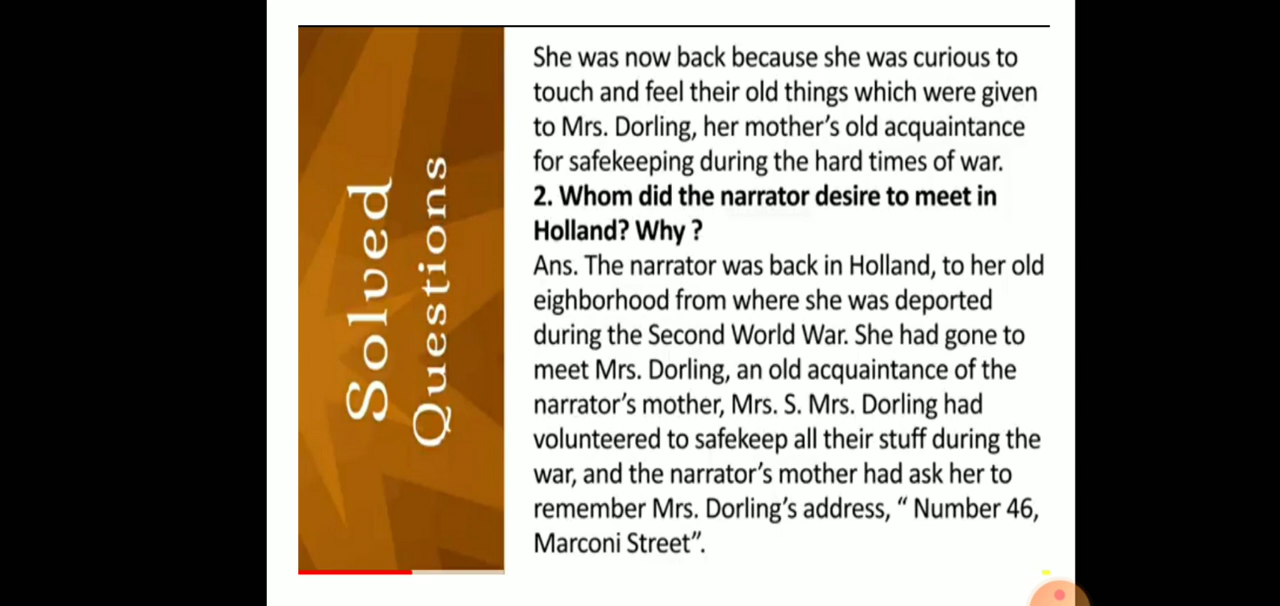 Solved
Questions
She was now back because she was curious to
touch and feel their old things which were given
to Mrs. Dorling, her mother’s old acquaintance
for safekeeping during the hard times of war.
2. Whom did the narrator desire to meet in
Holland? Why ?
Ans. The narrator was back in Holland, to her old
eighborhood from where she was deported
during the Second World War. She had gone to
meet Mrs. Dorling, an old acquaintance of the
narrator’s mother, Mrs. S. Mrs. Dorling had
volunteered to safekeep all their stuff during the
war, and the narrator’s mother had ask her to
remember Mrs. Dorling’s address, “ Number 46,
Marconi Street”.